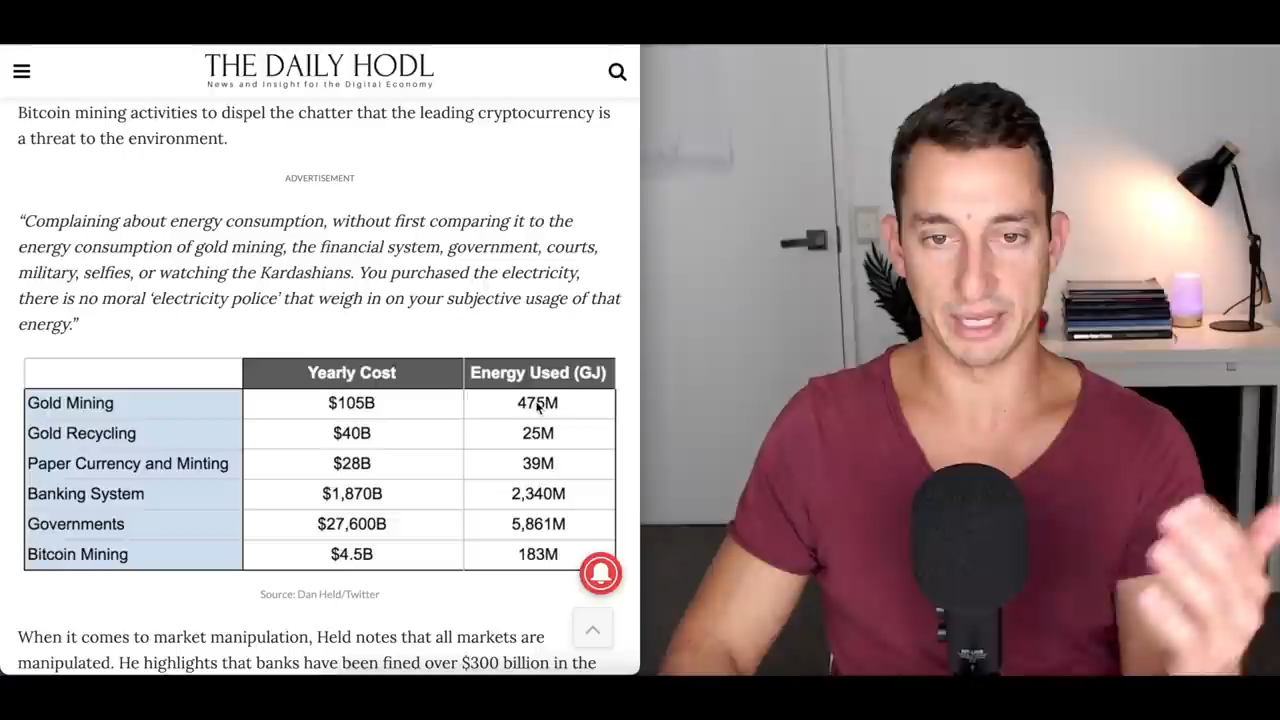 THE DAILY HODL
News and Insight for the Digital Economy
Bitcoin mining activities to dispel the chatter that the leading cryptocurrency is
a threat to the environment.
ADVERTISEMENT
“Complaining about energy consumption, without first comparing it to the
energy consumption of gold mining, the financial system, government, courts,
military, selfies, or watching the Kardashians. You purchased the electricity,
there is no moral ‘electricity police’ that weigh in on your subjective usage of that
energy.”
Yearly Cost Energy Used (GJ)
Gold Mining $105B 475M
Gold Recycling $40B 25M
Paper Currency and Minting $28B 39M
Banking System $1,870B 2,340M
Governments $27,600B 5,861M
Bitcoin Mining $4.5B 183M
Source: Dan Held/Twitter
When it comes to market manipulation, Held notes that all markets are
manipulated. He highlights that banks have been fined over $300 billion in the